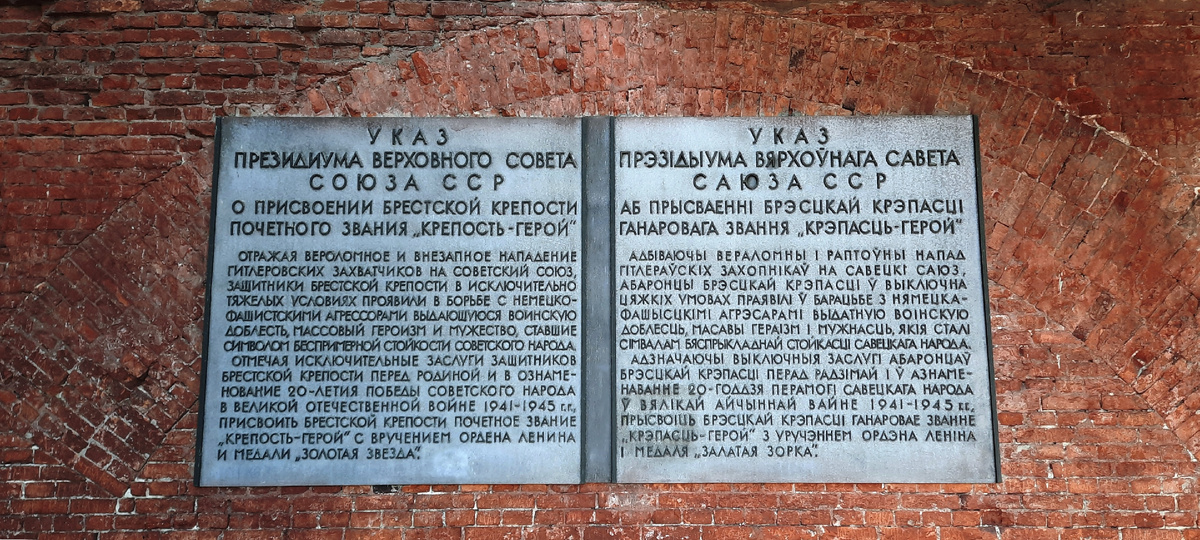 УКАЗ
ПРЕЗИДИУМА ВЕРХОВНОГО СОВЕТА
СОЮЗА ССР
О ПРИСВОЕНИИ БРЕСТСКОЙ КРЕПОСТИ
ПОЧЕТНОГО ЗВАНИЯ „КРЕПОСТЬ-ГЕРОЙ”
ОТРАЖАЯ ВЕРОЛОМНОЕ И ВНЕЗАПНОЕ НАПАДЕНИЕ
ГИТЛЕРОВСКИХ ЗАХВАТЧИКОВ НА СОВЕТСКИЙ СОЮЗ,
ЗАЩИТНИКИ БРЕСТСКОЙ КРЕПОСТИ В ИСКЛЮЧИТЕЛЬНО
ТЯЖЕЛЫХ УСЛОВИЯХ ПРОЯВИЛИ В БОРЬБЕ С НЕМЕЦКО-
ФАШИСТСКИМИ АГРЕССОРАМИ ВЫДАЮЩУЮСЯ ВОИНСКУЮ
ДОБЛЕСТЬ, МАССОВЫЙ ГЕРОИЗМ И МУЖЕСТВО, СТАВШИЕ
СИМВОЛОМ БЕСПРИМЕРНОЙ СТОЙКОСТИ СОВЕТСКОГО НАРОДА.
ОТМЕЧАЯ ИСКЛЮЧИТЕЛЬНЫЕ ЗАСЛУГИ ЗАЩИТНИКОВ
БРЕСТСКОЙ КРЕПОСТИ ПЕРЕД РОДИНОЙ И В ОЗНАМЕ-
НОВАНИЕ 20-ЛЕТИЯ ПОБЕДЫ СОВЕТСКОГО НАРОДА
В ВЕЛИКОЙ ОТЕЧЕСТВЕННОЙ ВОЙНЕ 1941-1945 г.г.,
ПРИСВОИТЬ БРЕСТСКОЙ КРЕПОСТИ ПОЧЕТНОЕ ЗВАНИЕ
„КРЕПОСТЬ-ГЕРОЙ” С ВРУЧЕНИЕМ ОРДЕНА ЛЕНИНА
И МЕДАЛИ „ЗОЛОТАЯ ЗВЕЗДА”.
УКАЗ
ПРЭЗІДЫУМА ВЯРХОЎНАГА САВЕТА
САЮЗА ССР
АБ ПРЫСВАЕННІ БРЭСЦКАЙ КРЭПАСЦІ
ГАНАРОВАГА ЗВАННЯ „КРЭПАСЦЬ-ГЕРОЙ”
АДБІВАЮЧЫ ВЕРАЛОМНЫ І РАПТОЎНЫ НАПАД
ГІТЛЕРАЎСКІХ ЗАХОПНІКАЎ НА САВЕЦКІ САЮЗ,
АБАРОНЦЫ БРЭСЦКАЙ КРЭПАСЦІ Ў ВЫКЛЮЧНА
ЦЯЖКІХ УМОВАХ ПРАЯВІЛІ Ў БАРАЦЬБЕ З НЯМЕЦКА-
ФАШЫСЦКІМІ АГРЭСАРАМІ ВЫДАТНУЮ ВОІНСКУЮ
ДОБЛЕСЦЬ, МАСАВЫ ГЕРАІЗМ І МУЖНАСЦЬ, ЯКІЯ СТАЛІ
СІМВАЛАМ БЯСПРЫКЛАДНАЙ СТОЙКАСЦІ САВЕЦКАГА НАРОДА.
АДЗНАЧАЮЧЫ ВЫКЛЮЧНЫЯ ЗАСЛУГІ АБАРОНЦАЎ
БРЭСЦКАЙ КРЭПАСЦІ ПЕРАД РАДЗІМАЙ І Ў АЗНАМЕ-
НАВАННЕ 20-ГОДДЗЯ ПЕРАМОГІ САВЕЦКАГА НАРОДА
Ў ВЯЛІКАЙ АЙЧЫННАЙ ВАЙНЕ 1941-1945 г.г.,
ПРЫСВОІЦЬ БРЭСЦКАЙ КРЭПАСЦІ ГАНАРОВАЕ ЗВАННЕ
„КРЭПАСЦЬ-ГЕРОЙ” З УРУЧЭННЕМ ОРДЭНА ЛЕНІНА
І МЕДАЛЯ „ЗАЛАТАЯ ЗОРКА”.